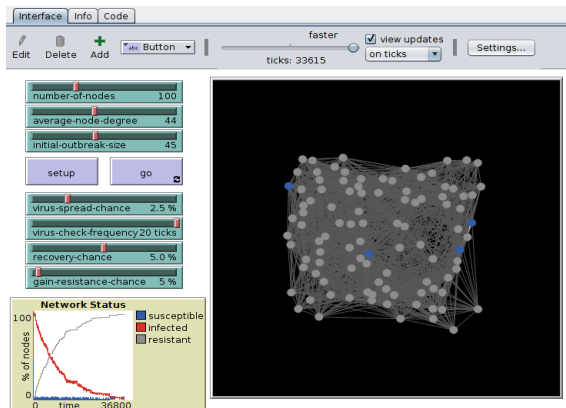 Interface Info Code
Edit Delete Add abc Button faster ticks: 33615 view updates on ticks Settings...
number-of-nodes 100
average-node-degree 44
initial-outbreak-size 45
setup go
virus-spread-chance 2.5 %
virus-check-frequency 20 ticks
recovery-chance 5.0 %
gain-resistance-chance 5 %
Network Status
100
% of nodes
0
0 time 36800
susceptible
infected
resistant